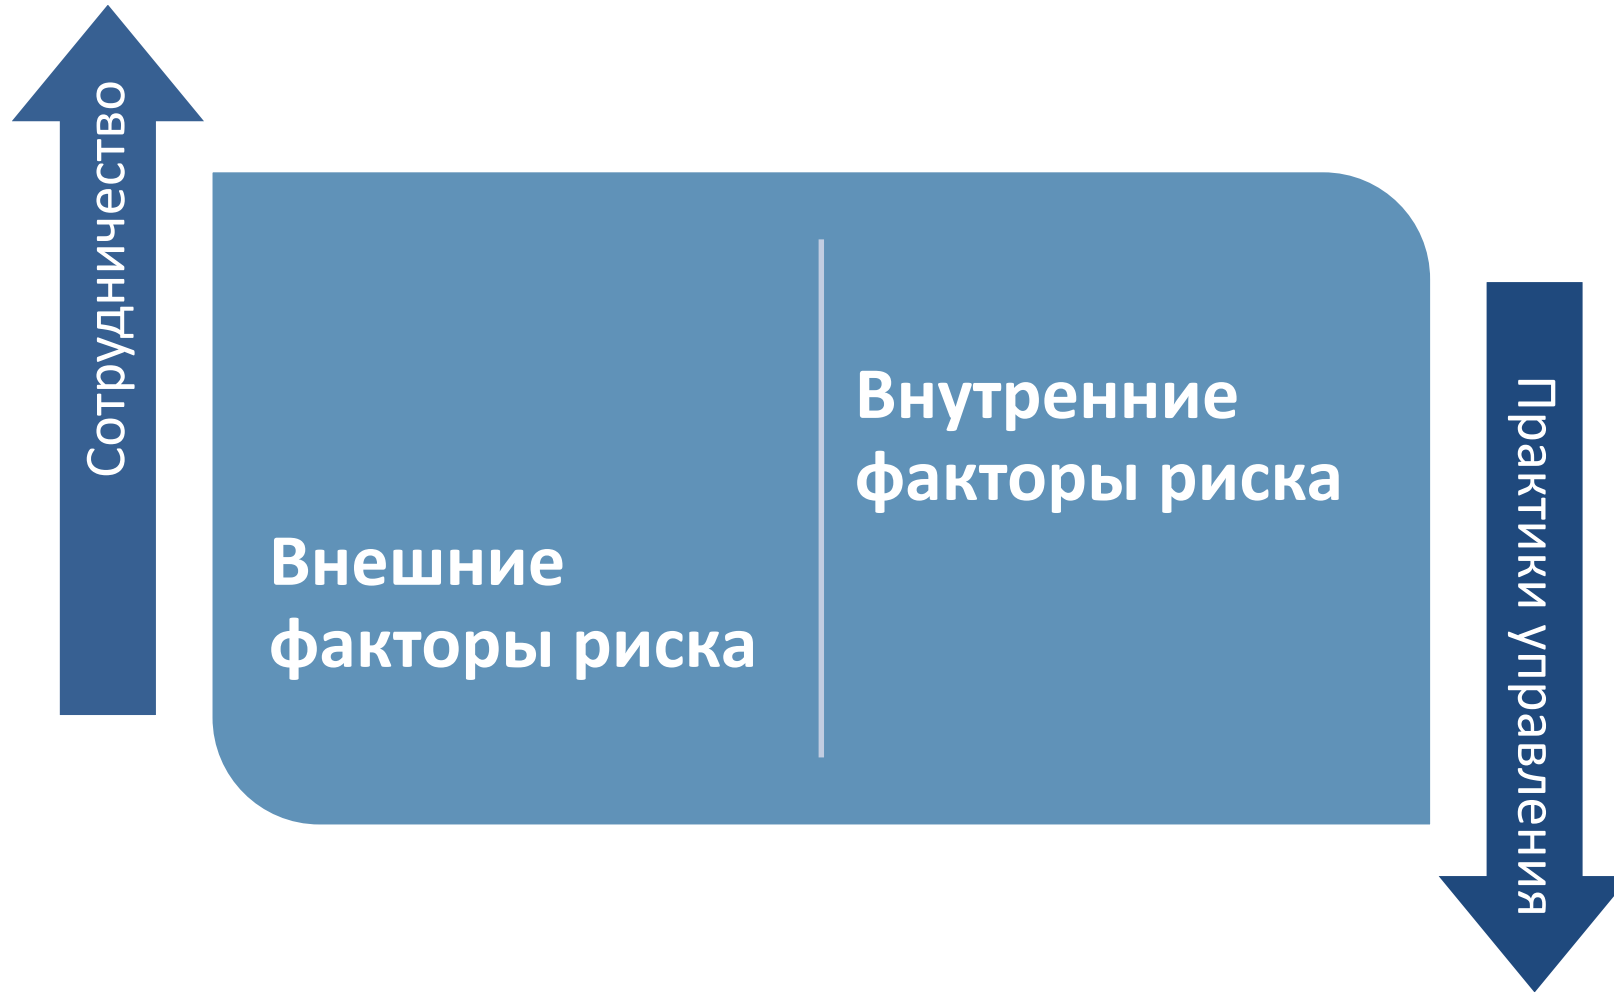 Сотрудничество
Внешние
факторы риска
Внутренние
факторы риска
Практики управления